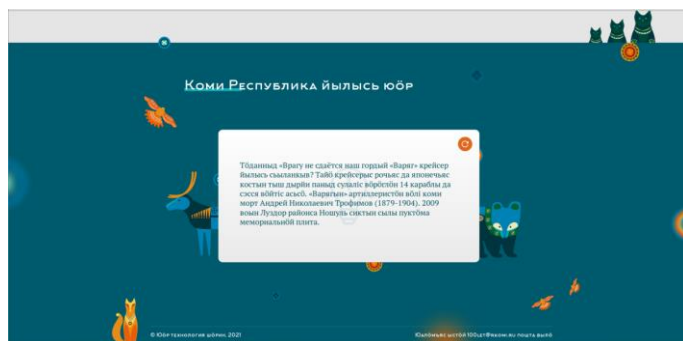 Коми Республика йылысь юӧр
Тӧданныд «Врагу не сдаётся наш гордый «Варяг» крейсер
йылысь сьыланкыв? Тайӧ крейсерыс рочьяс да японечьяс
костын тыш дырйи паныд сулаліс вӧрӧглӧн 14 караблы да
сэсся вӧйтіс асьсӧ. «Варягын» артиллеристӧн вӧлі коми
морт Андрей Николаевич Трофимов (1879-1904). 2009
воын Луздор районса Ношуль сиктын сылы пуктӧма
мемориальнӧй плита.
© Юӧр технология шӧрин, 2021